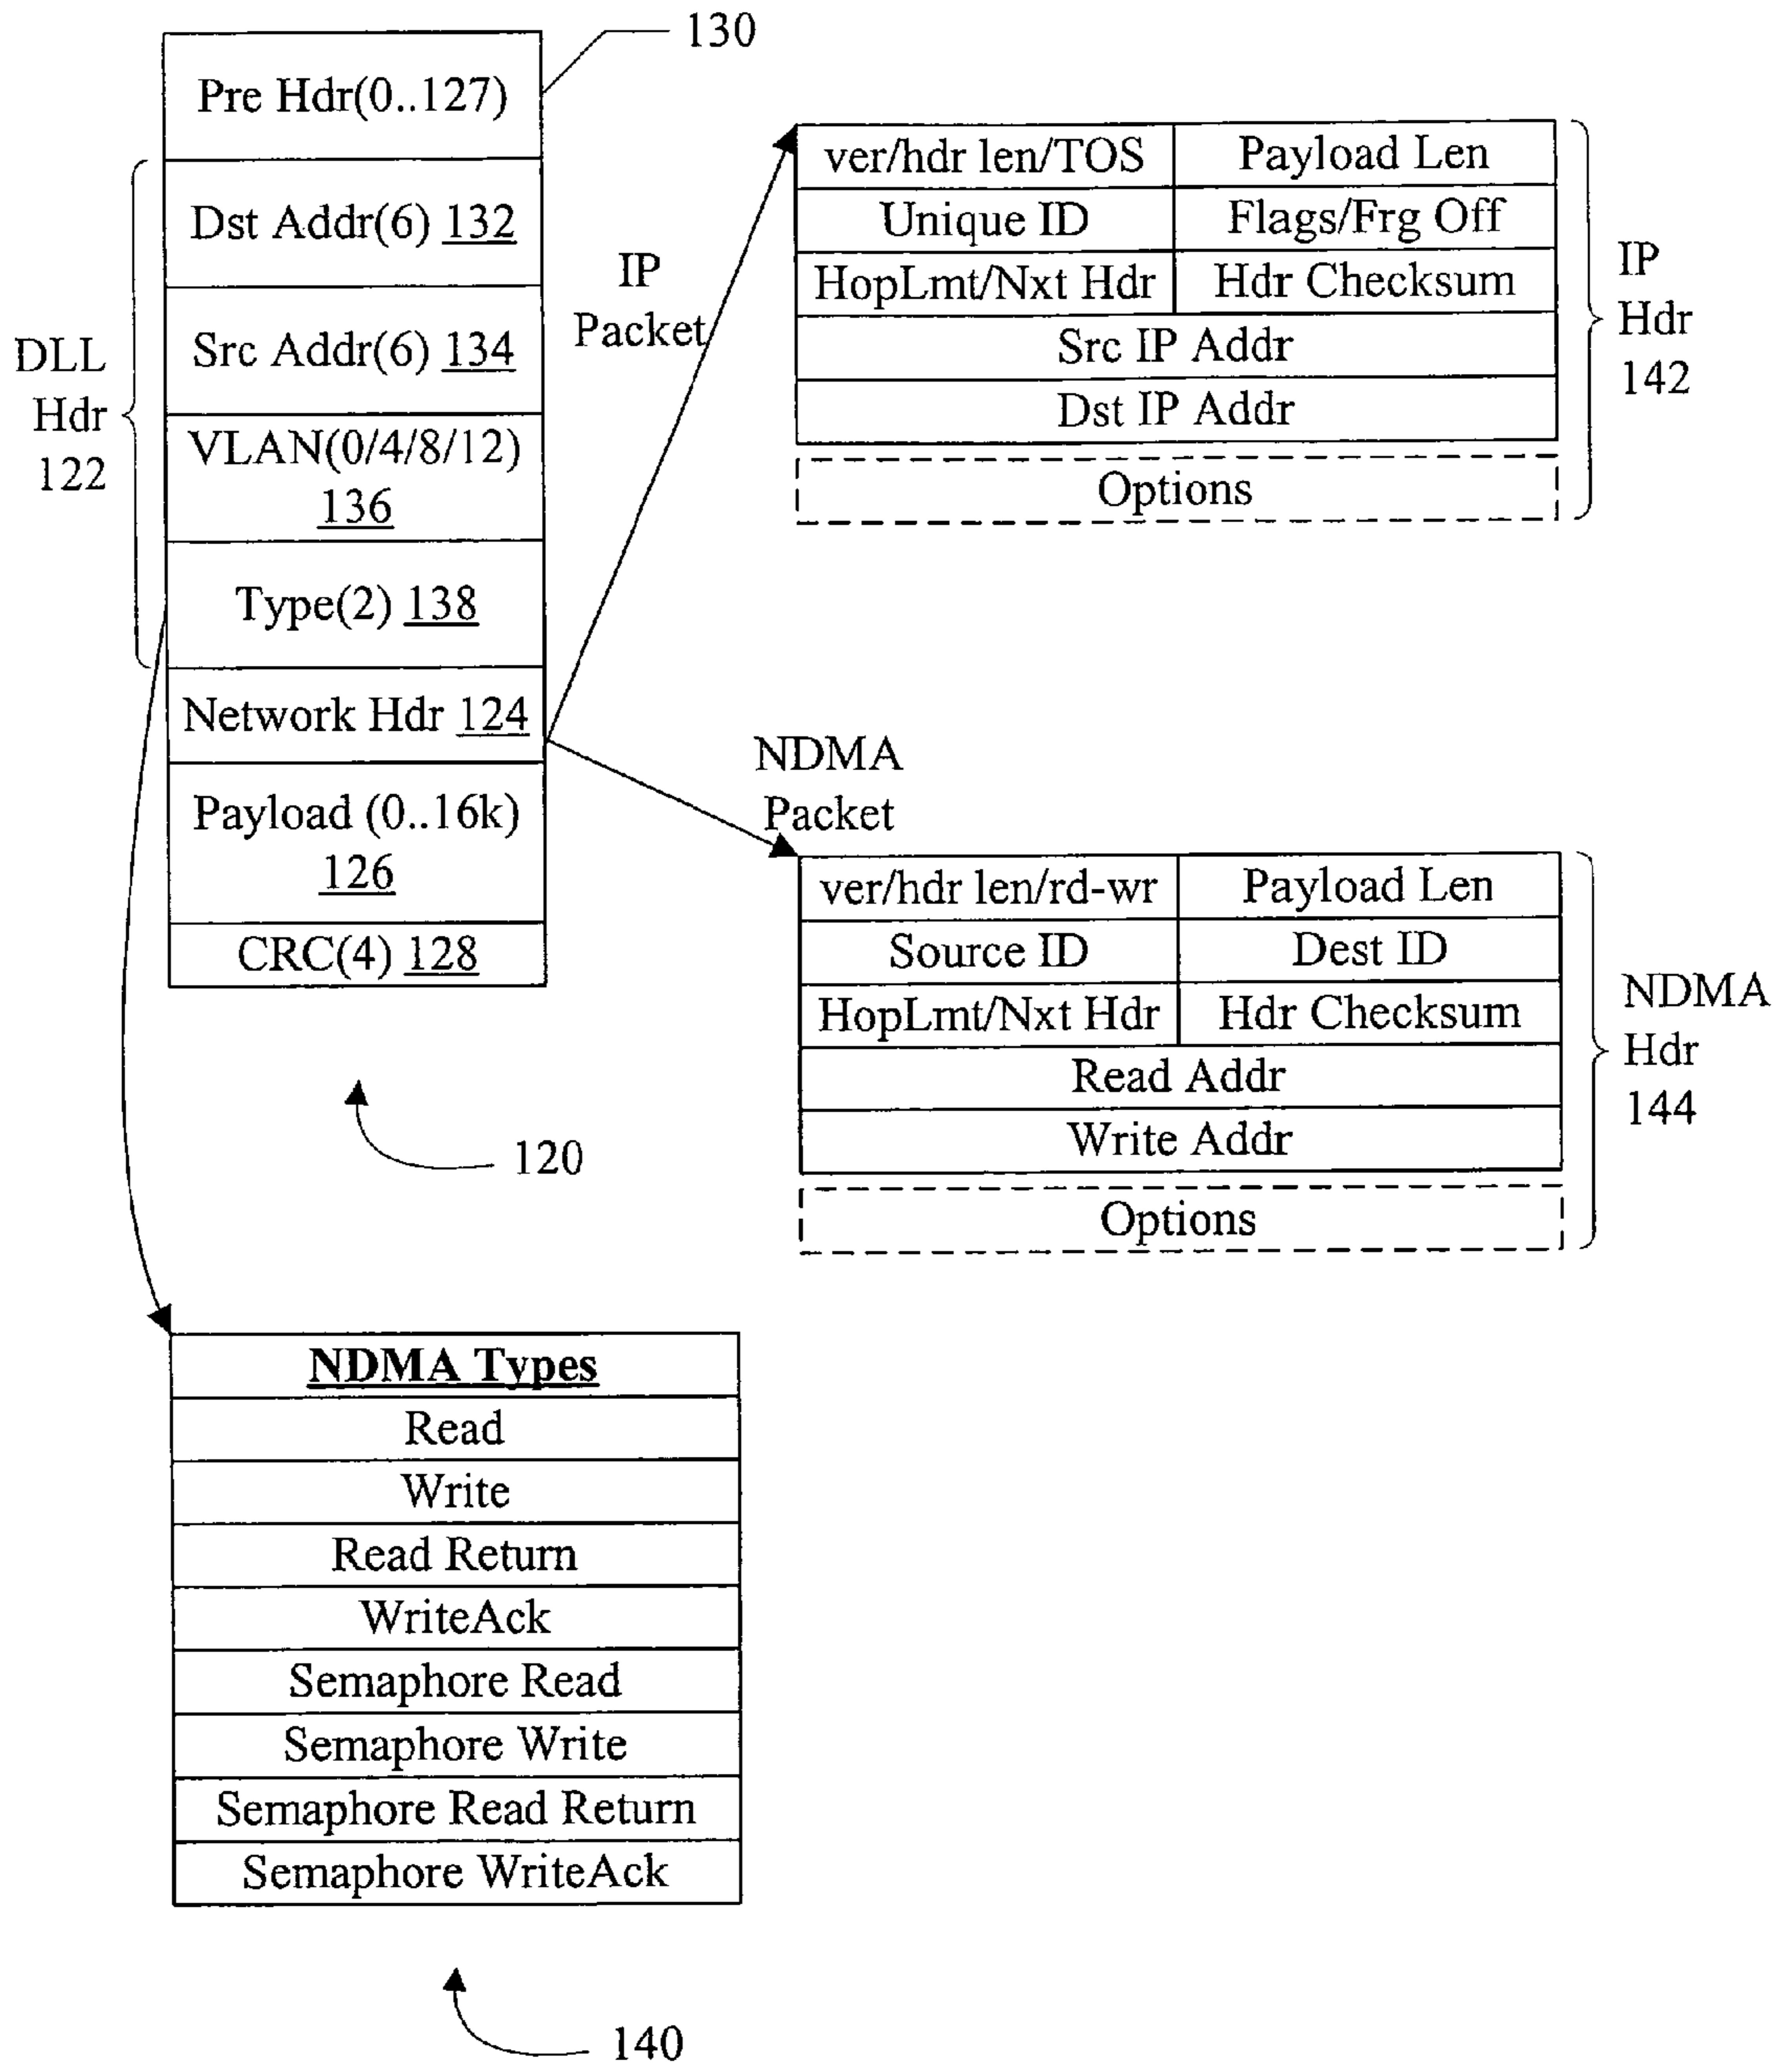 130
Pre Hdr(0..127)
Dst Addr(6) 132
Src Addr(6) 134
VLAN(0/4/8/12)
136
Type(2) 138
Network Hdr 124
Payload (0..16k)
126
CRC(4) 128
DLL
Hdr
122
120
IP
Packet
ver/hdr len/TOS Payload Len
Unique ID Flags/Frg Off
HopLmt/Nxt Hdr Hdr Checksum
Src IP Addr
Dst IP Addr
Options
IP
Hdr
142
NDMA
Packet
ver/hdr len/rd-wr Payload Len
Source ID Dest ID
HopLmt/Nxt Hdr Hdr Checksum
Read Addr
Write Addr
Options
NDMA
Hdr
144
NDMA Types
Read
Write
Read Return
WriteAck
Semaphore Read
Semaphore Write
Semaphore Read Return
Semaphore WriteAck
140